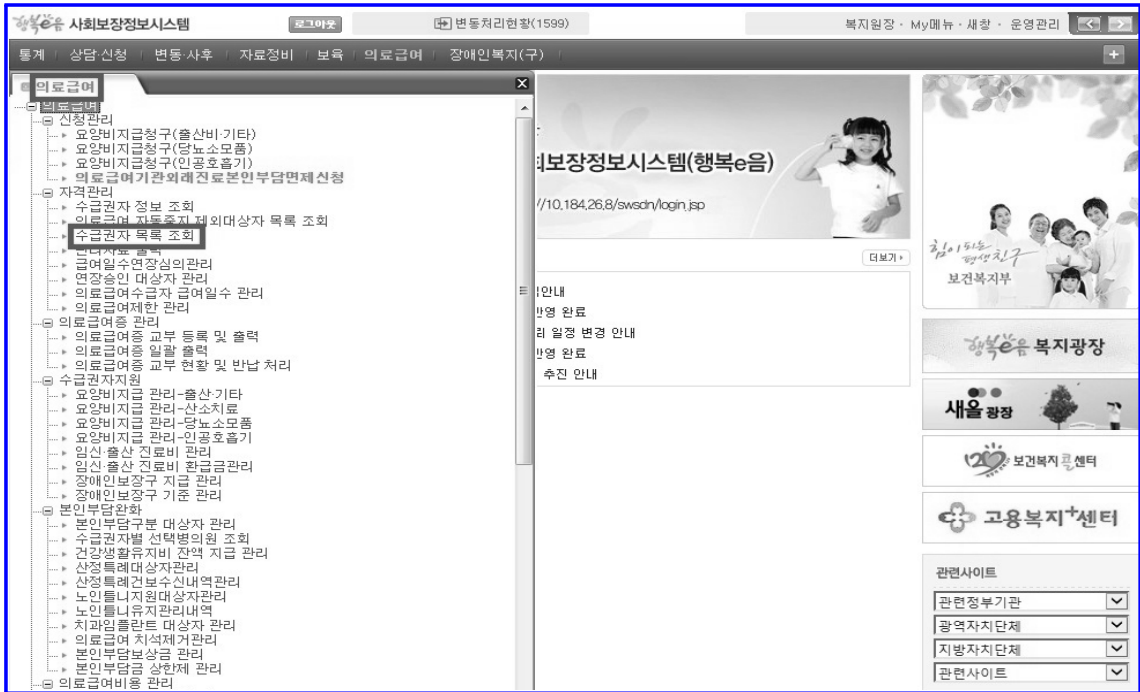 행복e음 사회보장정보시스템
로그아웃
변동처리현황(1599)
복지원장 · My메뉴 · 새창 · 운영관리
통계 상담·신청 변동·사후 자료정비 보육 의료급여 장애인복지(구)
의료급여
의료급여
신청관리
요양비지급청구(출산비·기타)
요양비지급청구(당뇨소모품)
요양비지급청구(인공호흡기)
의료급여기관외래진료본인부담면제신청
자격관리
수급권자 정보 조회
의료급여 자동중지 제외대상자 목록 조회
수급권자 목록 조회
관리자료 출력
급여일수연장심의관리
연장승인 대상자 관리
의료급여수급자 급여일수 관리
의료급여제한 관리
의료급여증 관리
의료급여증 교부 등록 및 출력
의료급여증 일괄 출력
의료급여증 교부 현황 및 반납 처리
수급권자지원
요양비지급 관리-출산·기타
요양비지급 관리-산소치료
요양비지급 관리-당뇨소모품
요양비지급 관리-인공호흡기
임신·출산 진료비 관리
임신·출산 진료비 환급금관리
장애인보장구 지급 관리
장애인보장구 기준 관리
본인부담완화
본인부담구분 대상자 관리
수급권자별 선택병의원 조회
건강생활유지비 잔액 지급 관리
산정특례대상자관리
산정특례건보수신내역관리
노인틀니지원대상자관리
노인틀니유지관리내역
치과임플란트 대상자 관리
의료급여 치석제거관리
본인부담보상금 관리
본인부담금 상한제 관리
의료급여비용 관리
회보장정보시스템(행복e음)
//10.184.26.8/swsdn/login.jsp
더보기
안내
반영 완료
리 일정 변경 안내
반영 완료
추진 안내
힘이 되는
평생친구
보건복지부
행복e음 복지광장
새올 광장
129 보건복지콜센터
고용복지+센터
관련사이트
관련정부기관
광역자치단체
지방자치단체
관련사이트